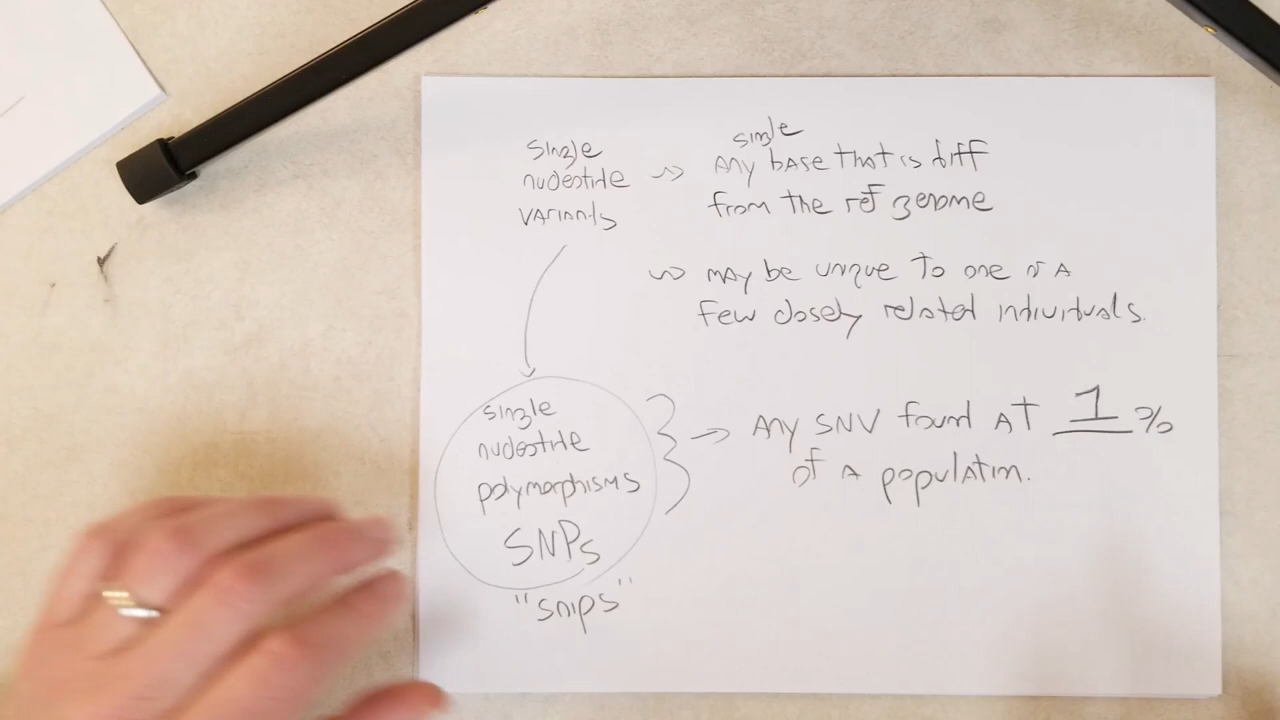 single
nucleotide
variants
→ any single base that is diff
from the ref genome
→ may be unique to one or a
few closely related individuals.
single
nucleotide
polymorphisms
SNPs
"snips"
→ Any SNV found at 1 %
of a population.